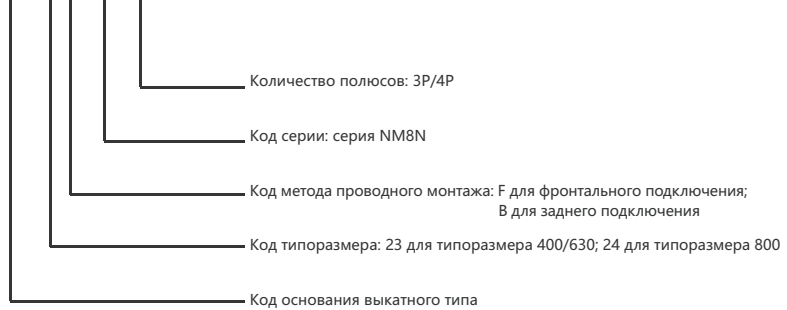 Количество полюсов: 3P/4P
Код серии: серия NM8N
Код метода проводного монтажа: F для фронтального подключения;
B для заднего подключения
Код типоразмера: 23 для типоразмера 400/630; 24 для типоразмера 800
Код основания выкатного типа